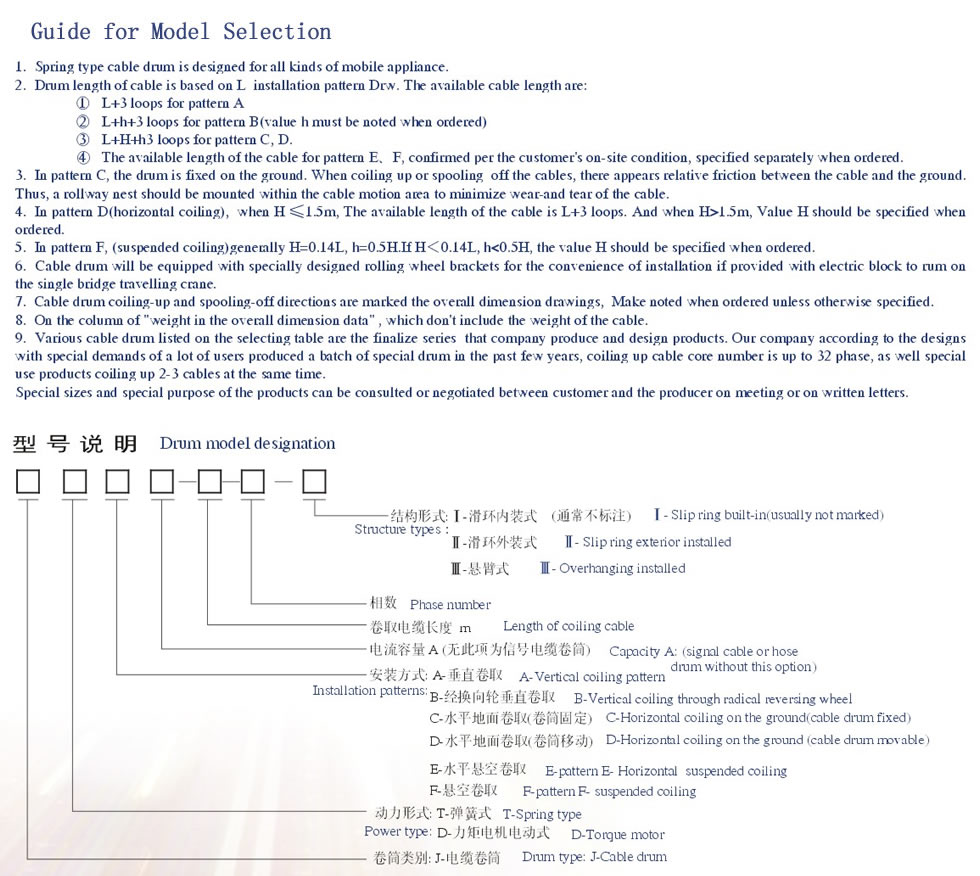 Guide for Model Selection
1. Spring type cable drum is designed for all kinds of mobile appliance.
2. Drum length of cable is based on L installation pattern Drw. The available cable length are:
① L+3 loops for pattern A
② L+h+3 loops for pattern B(value h must be noted when ordered)
③ L+H+h3 loops for pattern C, D.
④ The available length of the cable for pattern E、F, confirmed per the customer's on-site condition, specified separately when ordered.
3. In pattern C, the drum is fixed on the ground. When coiling up or spooling off the cables, there appears relative friction between the cable and the ground.
Thus, a rollway nest should be mounted within the cable motion area to minimize wear-and tear of the cable.
4. In pattern D(horizontal coiling), when H ≤1.5m, The available length of the cable is L+3 loops. And when H>1.5m, Value H should be specified when
ordered.
5. In pattern F, (suspended coiling)generally H=0.14L, h=0.5H.If H＜0.14L, h<0.5H, the value H should be specified when ordered.
6. Cable drum will be equipped with specially designed rolling wheel brackets for the convenience of installation if provided with electric block to rum on
the single bridge travelling crane.
7. Cable drum coiling-up and spooling-off directions are marked the overall dimension drawings, Make noted when ordered unless otherwise specified.
8. On the column of "weight in the overall dimension data" , which don't include the weight of the cable.
9. Various cable drum listed on the selecting table are the finalize series that company produce and design products. Our company according to the designs
with special demands of a lot of users produced a batch of special drum in the past few years, coiling up cable core number is up to 32 phase, as well special
use products coiling up 2-3 cables at the same time.
Special sizes and special purpose of the products can be consulted or negotiated between customer and the producer on meeting or on written letters.
型号说明 Drum model designation
□ □ □ □－□－□ － □
结构形式: Ⅰ-滑环内装式 (通常不标注) Ⅰ - Slip ring built-in(usually not marked)
Structure types :
Ⅱ-滑环外装式 Ⅱ- Slip ring exterior installed
Ⅲ-悬臂式 Ⅲ- Overhanging installed
相数 Phase number
卷取电缆长度 m Length of coiling cable
电流容量 A (无此项为信号电缆卷筒) Capacity A: (signal cable or hose
drum without this option)
安装方式: A-垂直卷取 A-Vertical coiling pattern
Installation patterns:
B-经换向轮垂直卷取 B-Vertical coiling through radical reversing wheel
C-水平地面卷取(卷筒固定) C-Horizontal coiling on the ground(cable drum fixed)
D-水平地面卷取(卷筒移动) D-Horizontal coiling on the ground (cable drum movable)
E-水平悬空卷取 E-pattern E- Horizontal suspended coiling
F-悬空卷取 F-pattern F- suspended coiling
动力形式: T-弹簧式 T-Spring type
Power type: D-力矩电机电动式 D-Torque motor
卷筒类别: J-电缆卷筒 Drum type: J-Cable drum